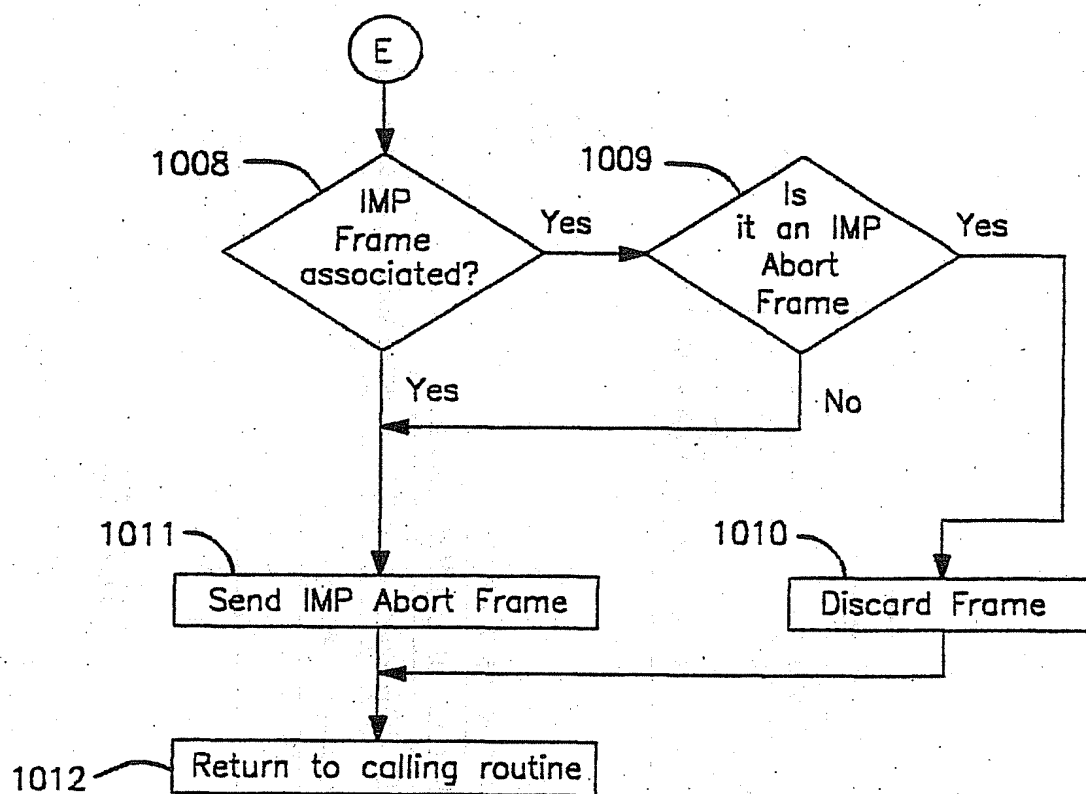 E
1008
IMP
Frame
associated?
Yes
1009
Is
it an IMP
Abort
Frame
Yes
Yes
No
1011
Send IMP Abort Frame
1010
Discard Frame
1012
Return to calling routine